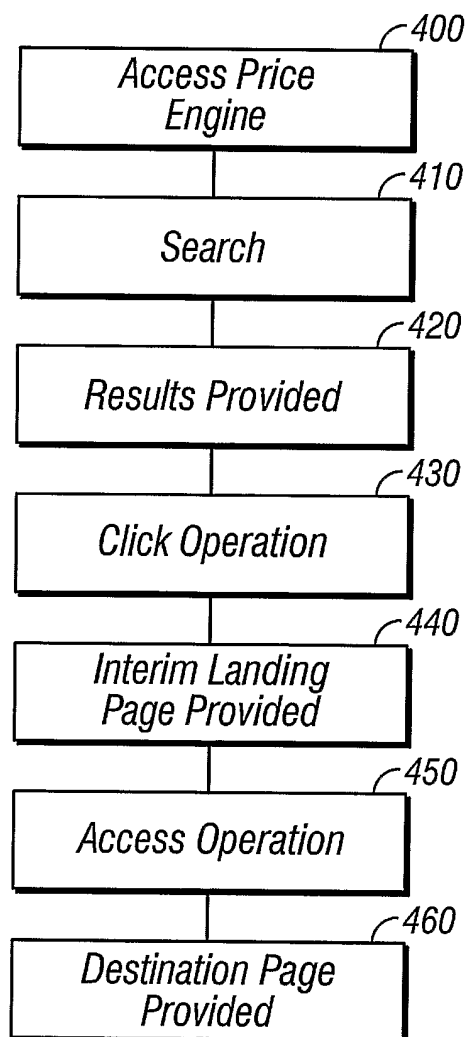 400
Access Price
Engine
410
Search
420
Results Provided
430
Click Operation
440
Interim Landing
Page Provided
450
Access Operation
460
Destination Page
Provided